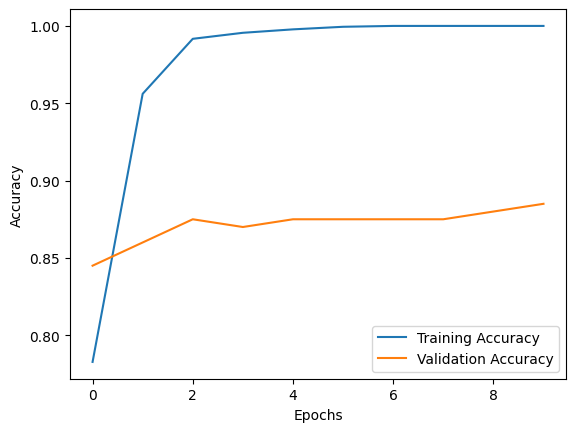 1.00
0.95
0.90
0.85
0.80
Accuracy
0 2 4 6 8
Epochs
Training Accuracy
Validation Accuracy